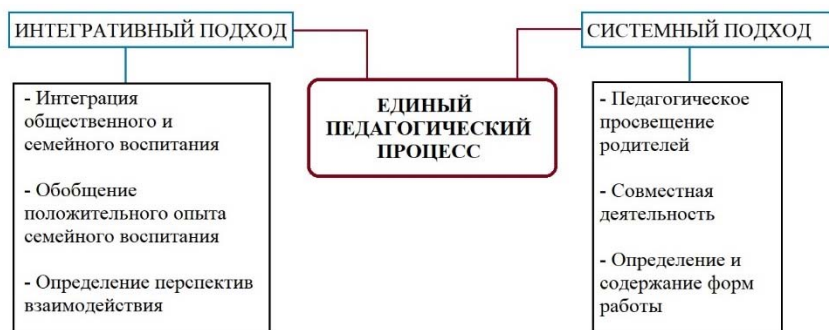 ИНТЕГРАТИВНЫЙ ПОДХОД
СИСТЕМНЫЙ ПОДХОД
ЕДИНЫЙ
ПЕДАГОГИЧЕСКИЙ
ПРОЦЕСС
- Интеграция
общественного и
семейного воспитания
- Обобщение
положительного опыта
семейного воспитания
- Определение перспектив
взаимодействия
- Педагогическое
просвещение
родителей
- Совместная
деятельность
- Определение и
содержание форм
работы